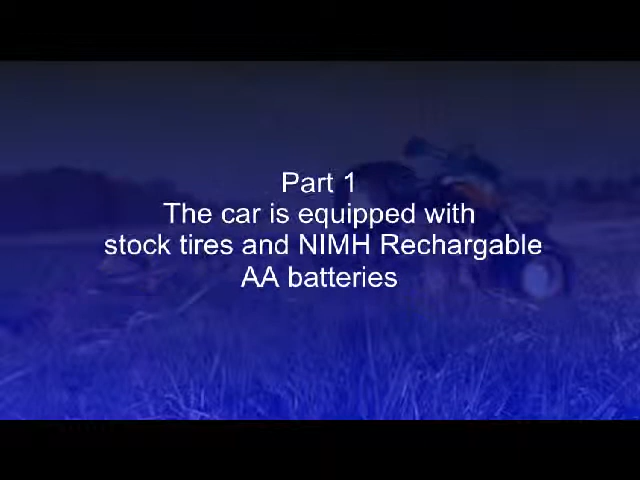 Part 1
The car is equipped with
stock tires and NIMH Rechargable
AA batteries